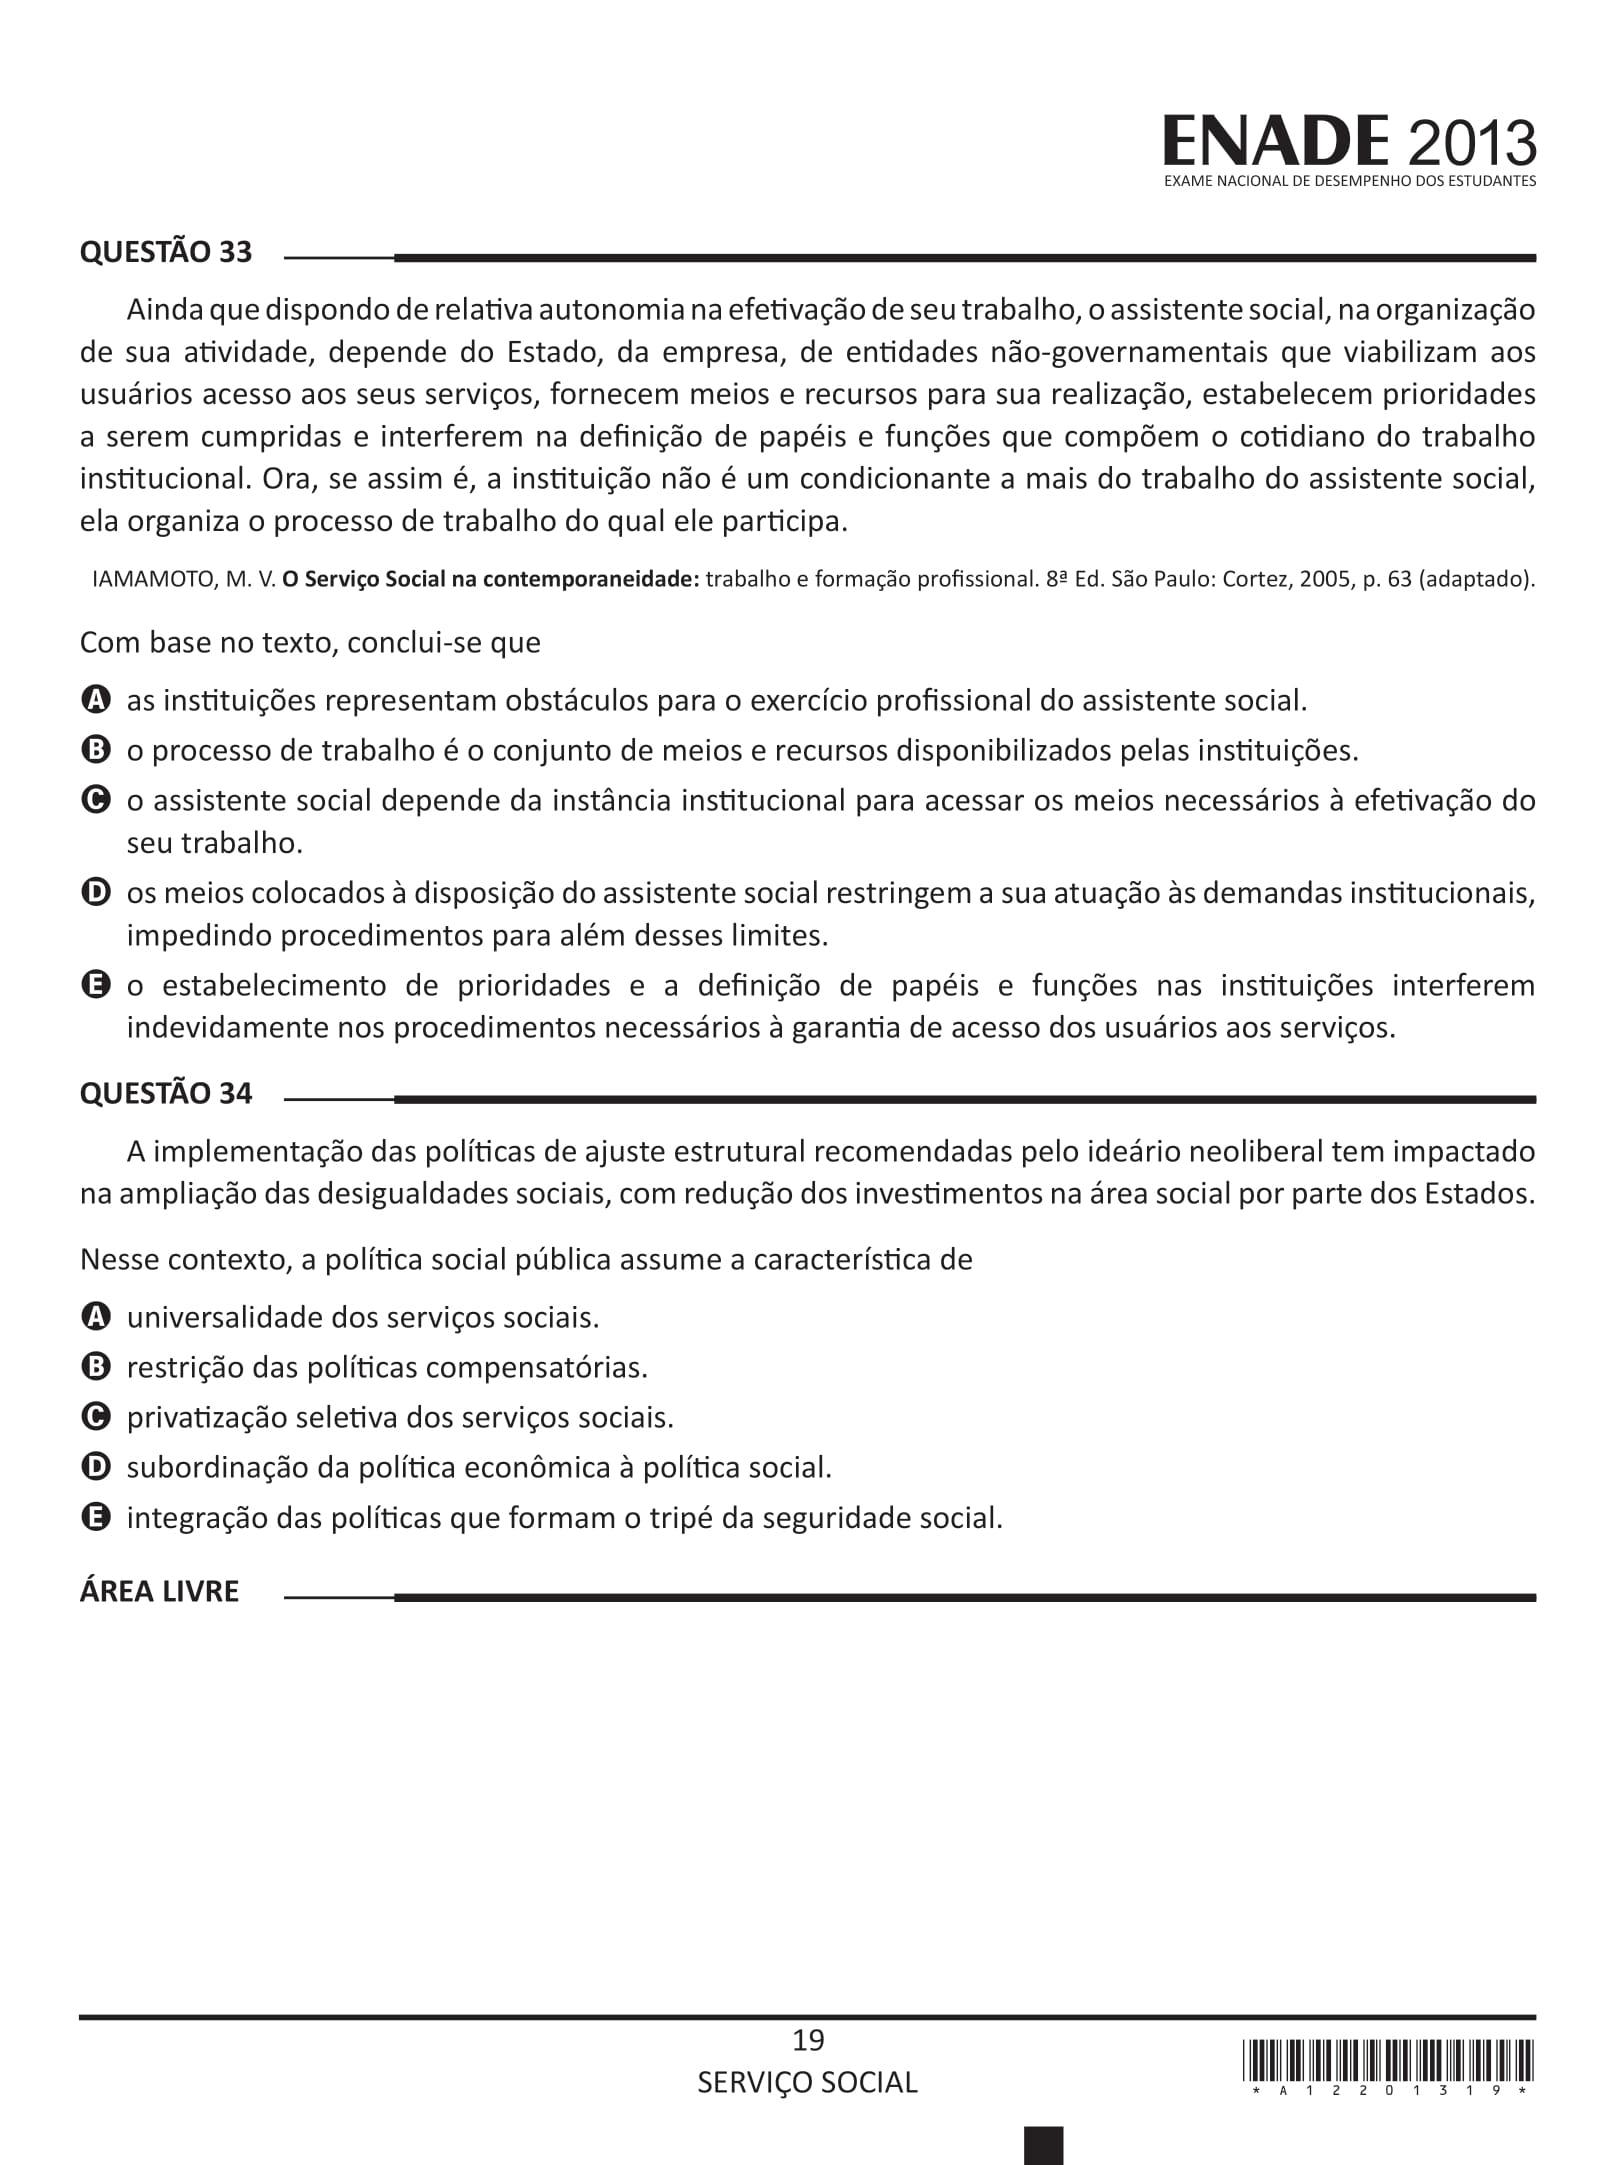 ENADE 2013
EXAME NACIONAL DE DESEMPENHO DOS ESTUDANTES
QUESTÃO 33
Ainda que dispondo de relativa autonomia na efetivação de seu trabalho, o assistente social, na organização
de sua atividade, depende do Estado, da empresa, de entidades não-governamentais que viabilizam aos
usuários acesso aos seus serviços, fornecem meios e recursos para sua realização, estabelecem prioridades
a serem cumpridas e interferem na definição de papéis e funções que compõem o cotidiano do trabalho
institucional. Ora, se assim é, a instituição não é um condicionante a mais do trabalho do assistente social,
ela organiza o processo de trabalho do qual ele participa.
IAMAMOTO, M. V. O Serviço Social na contemporaneidade: trabalho e formação profissional. 8ª Ed. São Paulo: Cortez, 2005, p. 63 (adaptado).
Com base no texto, conclui-se que
A as instituições representam obstáculos para o exercício profissional do assistente social.
B o processo de trabalho é o conjunto de meios e recursos disponibilizados pelas instituições.
C o assistente social depende da instância institucional para acessar os meios necessários à efetivação do
seu trabalho.
D os meios colocados à disposição do assistente social restringem a sua atuação às demandas institucionais,
impedindo procedimentos para além desses limites.
E o estabelecimento de prioridades e a definição de papéis e funções nas instituições interferem
indevidamente nos procedimentos necessários à garantia de acesso dos usuários aos serviços.
QUESTÃO 34
A implementação das políticas de ajuste estrutural recomendadas pelo ideário neoliberal tem impactado
na ampliação das desigualdades sociais, com redução dos investimentos na área social por parte dos Estados.
Nesse contexto, a política social pública assume a característica de
A universalidade dos serviços sociais.
B restrição das políticas compensatórias.
C privatização seletiva dos serviços sociais.
D subordinação da política econômica à política social.
E integração das políticas que formam o tripé da seguridade social.
ÁREA LIVRE
19
SERVIÇO SOCIAL
* A 1 2 2 0 1 3 1 9 *